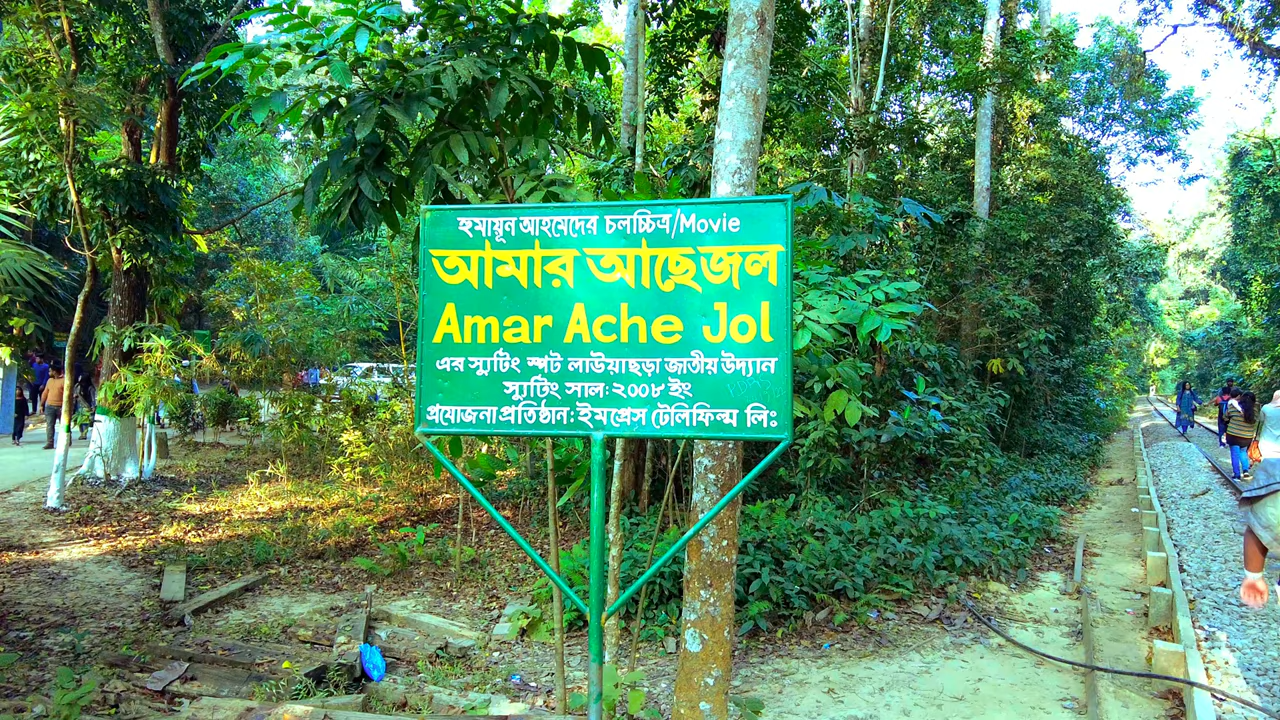 হুমায়ূন আহমেদের চলচ্চিত্র/Movie
আমার আছেজল
Amar Ache Jol
এর স্যুটিং স্পট লাউয়াছড়া জাতীয় উদ্যান
স্যুটিং সাল: ২০০৮ ইং
প্রযোজনা প্রতিষ্ঠান: ইমপ্রেস টেলিফিল্ম লিঃ